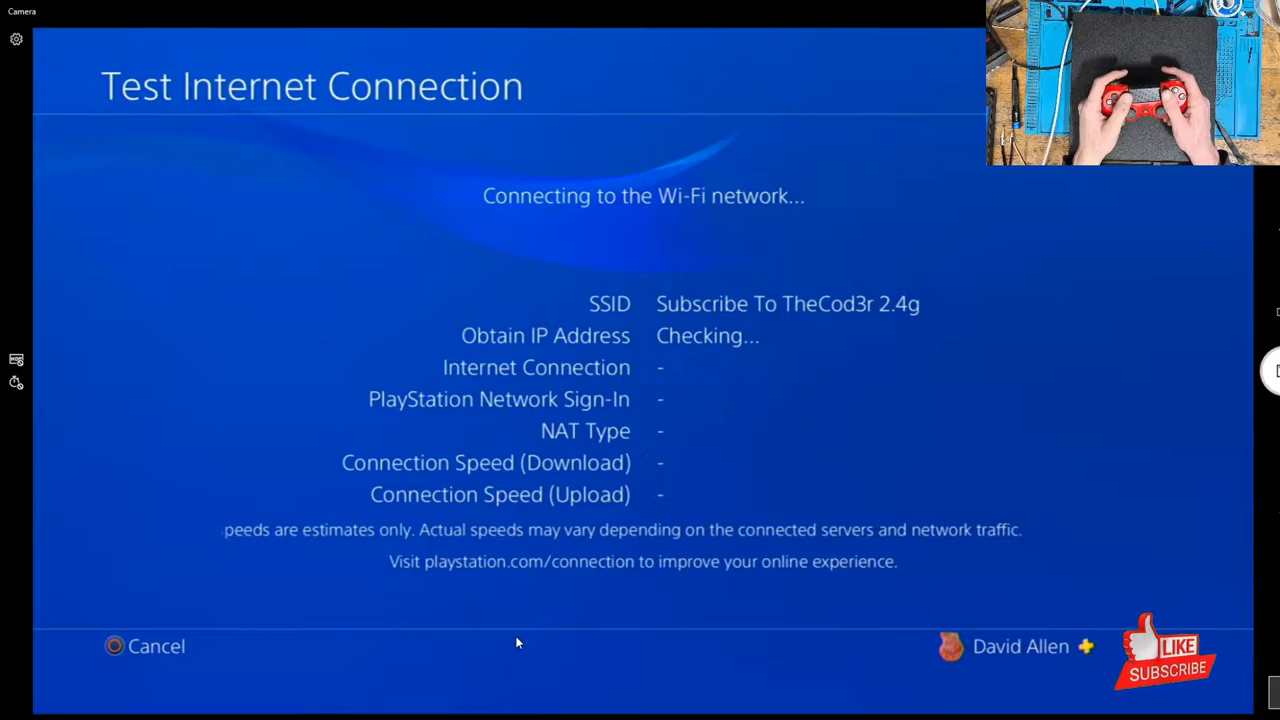 Camera
Test Internet Connection
Connecting to the Wi-Fi network...
SSID Subscribe To TheCod3r 2.4g
Obtain IP Address Checking...
Internet Connection -
PlayStation Network Sign-In -
NAT Type -
Connection Speed (Download) -
Connection Speed (Upload) -
peeds are estimates only. Actual speeds may vary depending on the connected servers and network traffic.
Visit playstation.com/connection to improve your online experience.
Cancel
David Allen
LIKE
SUBSCRIBE